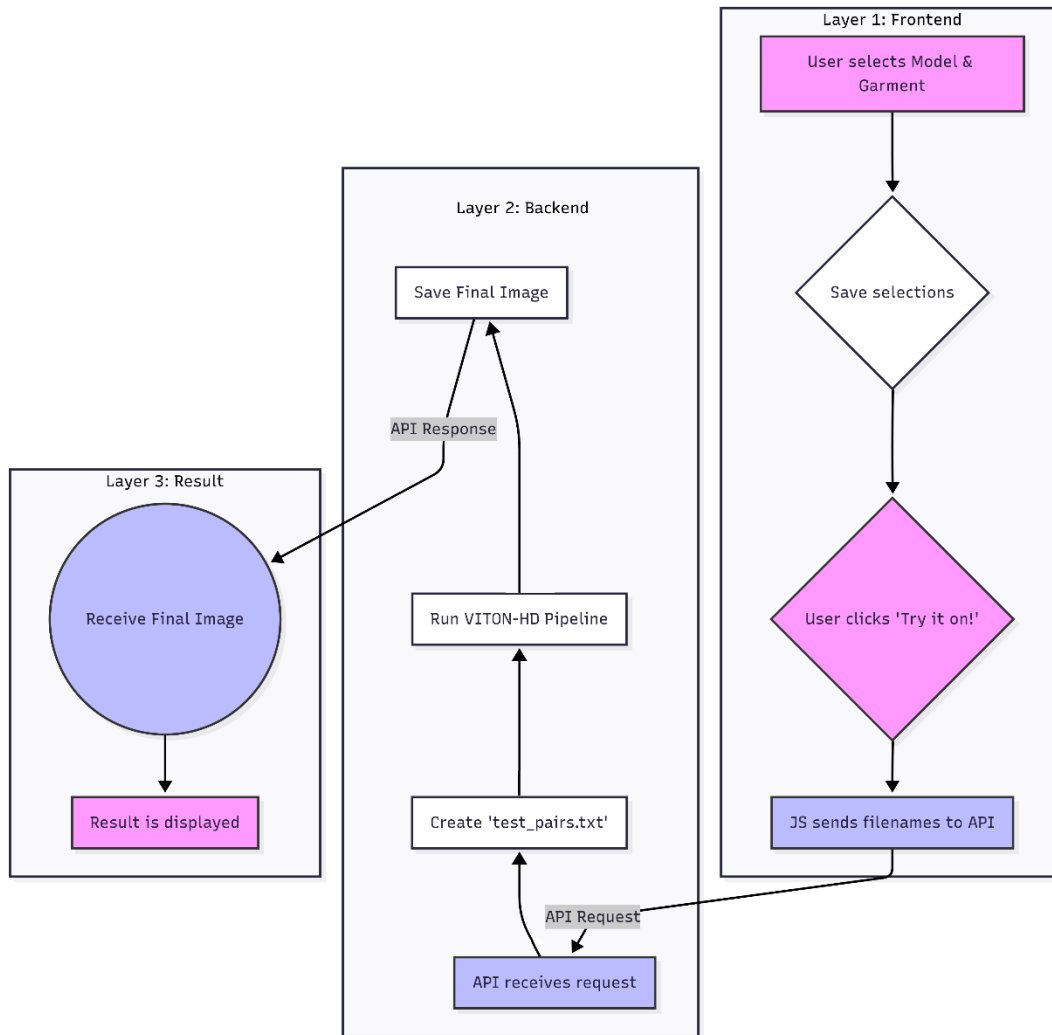 Layer 1: Frontend
User selects Model &
Garment
Save selections
User clicks 'Try it on!'
JS sends filenames to API
API Request
Layer 2: Backend
API receives request
Create 'test_pairs.txt'
Run VITON-HD Pipeline
Save Final Image
API Response
Layer 3: Result
Receive Final Image
Result is displayed